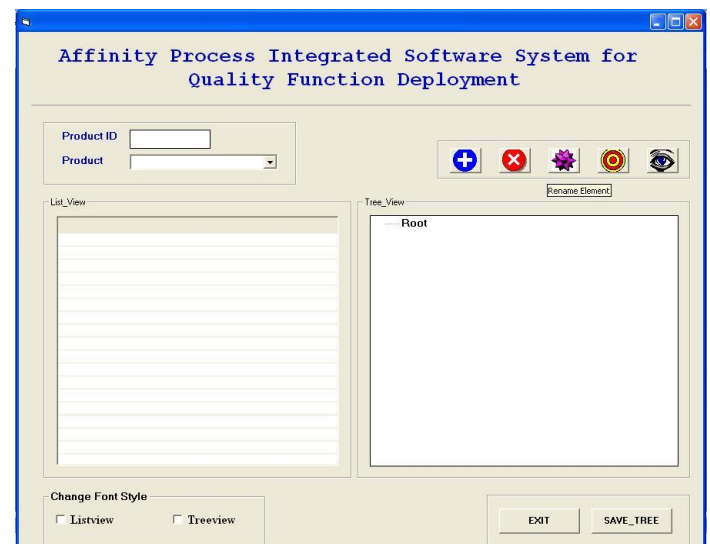 Affinity Process Integrated Software System for
Quality Function Deployment
Product ID
Product
Rename Element
List_View
Tree_View
Root
Change Font Style
Listview
Treeview
EXIT
SAVE_TREE